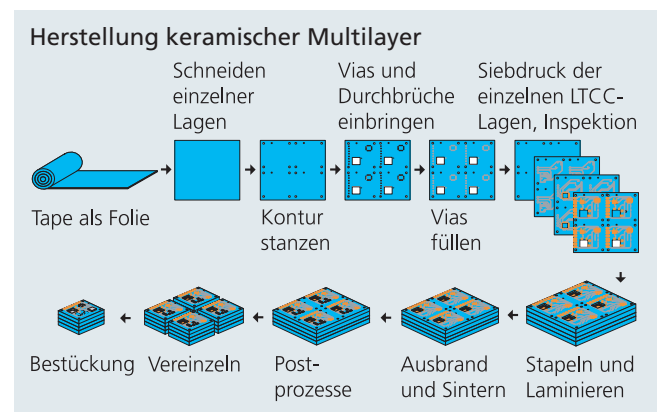 Herstellung keramischer Multilayer
Schneiden
einzelner
Lagen
Vias und
Durchbrüche
einbringen
Siebdruck der
einzelnen LTCC-
Lagen, Inspektion
Tape als Folie
Kontur
stanzen
Vias
füllen
Bestückung
Vereinzeln
Post-
prozesse
Ausbrand
und Sintern
Stapeln und
Laminieren